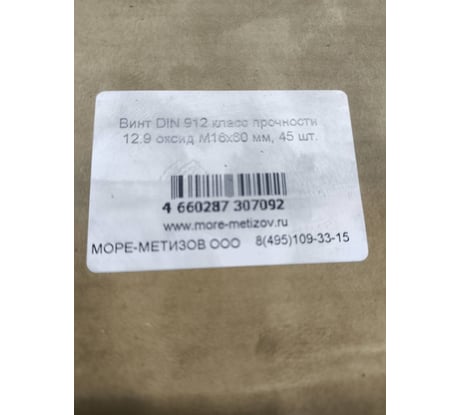 Винт DIN 912 класс прочности
12.9 оксид М16х60 мм, 45 шт.
4 660287 307092
www.more-metizov.ru
МОРЕ-МЕТИЗОВ ООО 8(495)109-33-15